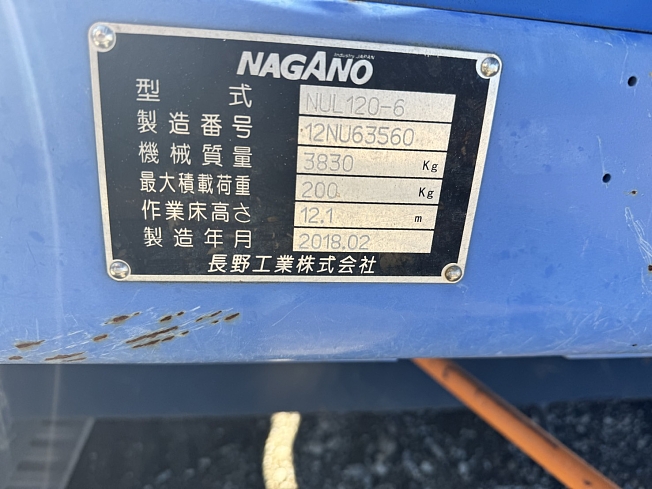 Industry JAPAN
NAGANO
型式 NUL120-6
製造番号 12NU63560
機械質量 3830 Kg
最大積載荷重 200 Kg
作業床高さ 12.1 m
製造年月 2018.02
長野工業株式会社